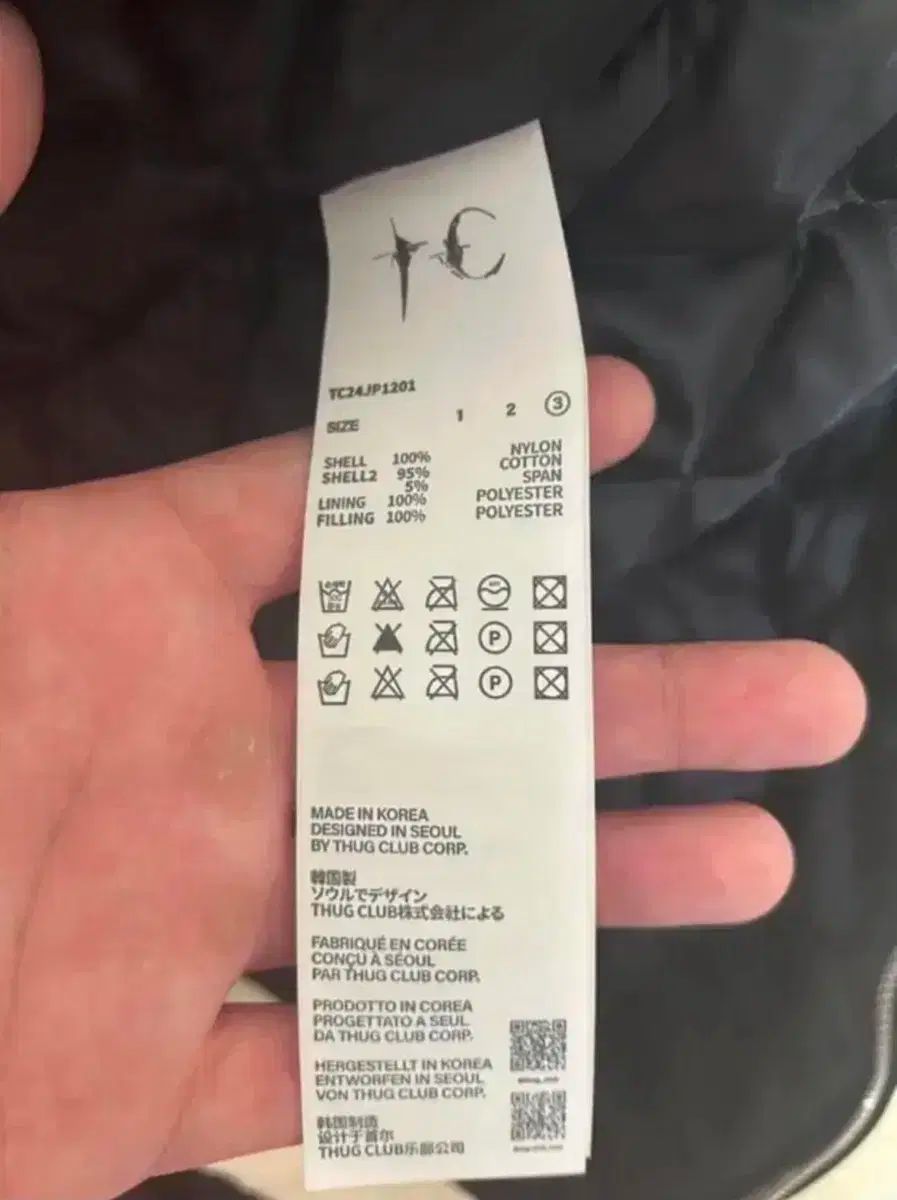 TC
TC24JP1201
SIZE 1 2 3
SHELL 100% NYLON
SHELL2 95% COTTON
5% SPAN
LINING 100% POLYESTER
FILLING 100% POLYESTER
P
P
MADE IN KOREA
DESIGNED IN SEOUL
BY THUG CLUB CORP.
韓国製
ソウルでデザイン
THUG CLUB株式会社による
FABRIQUÉ EN CORÉE
CONÇU À SÉOUL
PAR THUG CLUB CORP.
PRODOTTO IN COREA
PROGETTATO A SEUL
DA THUG CLUB CORP.
HERGESTELLT IN KOREA
ENTWORFEN IN SEOUL
VON THUG CLUB CORP.
韩国制造
设计于首尔
THUG CLUB乐部公司